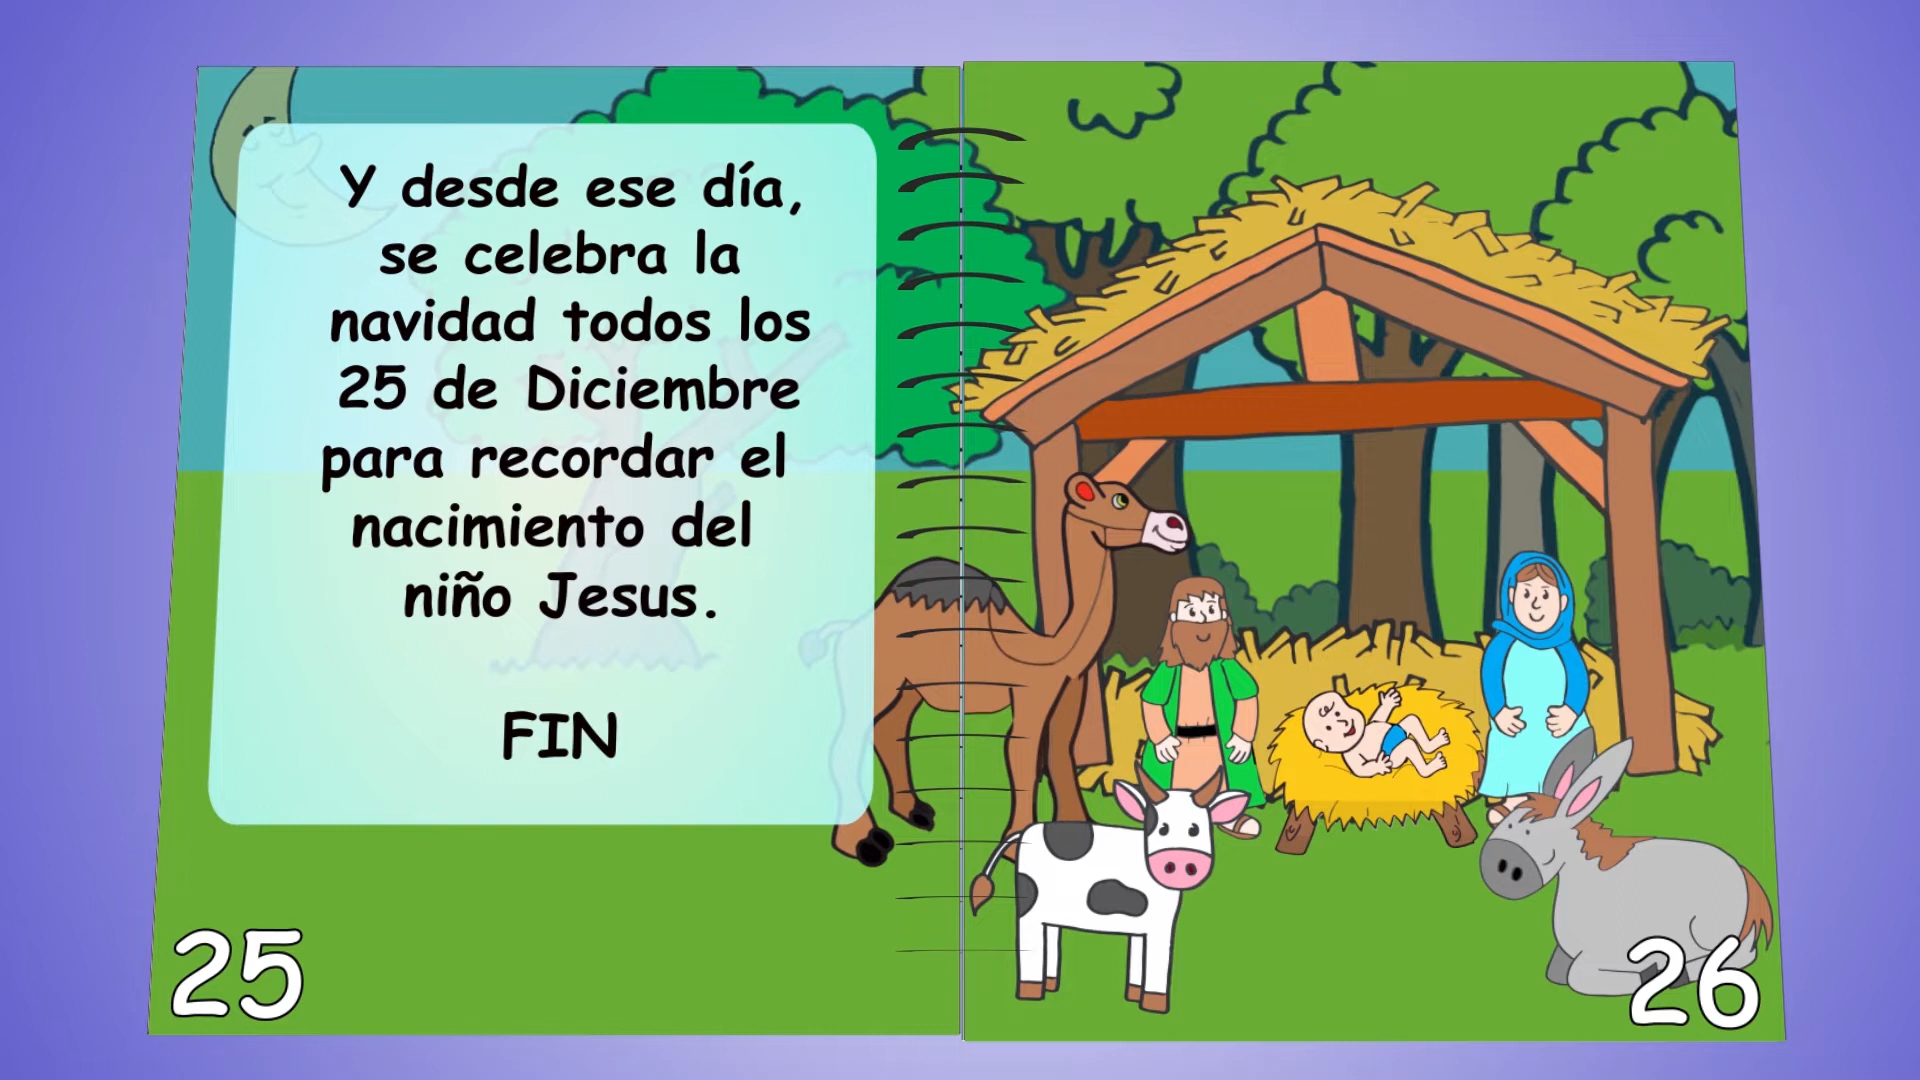 Y desde ese día,
se celebra la
navidad todos los
25 de Diciembre
para recordar el
nacimiento del
niño Jesus.
FIN
25
26